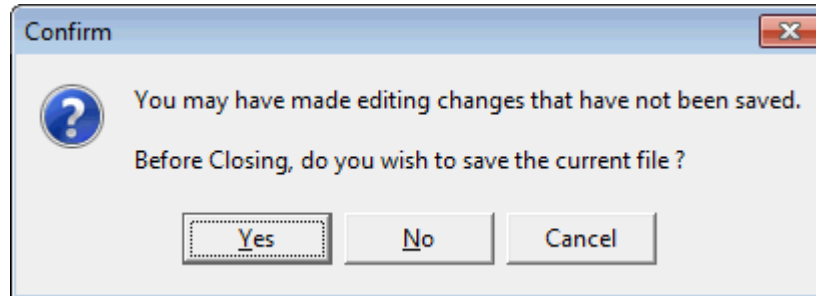 Confirm
You may have made editing changes that have not been saved.
Before Closing, do you wish to save the current file ?
Yes
No
Cancel